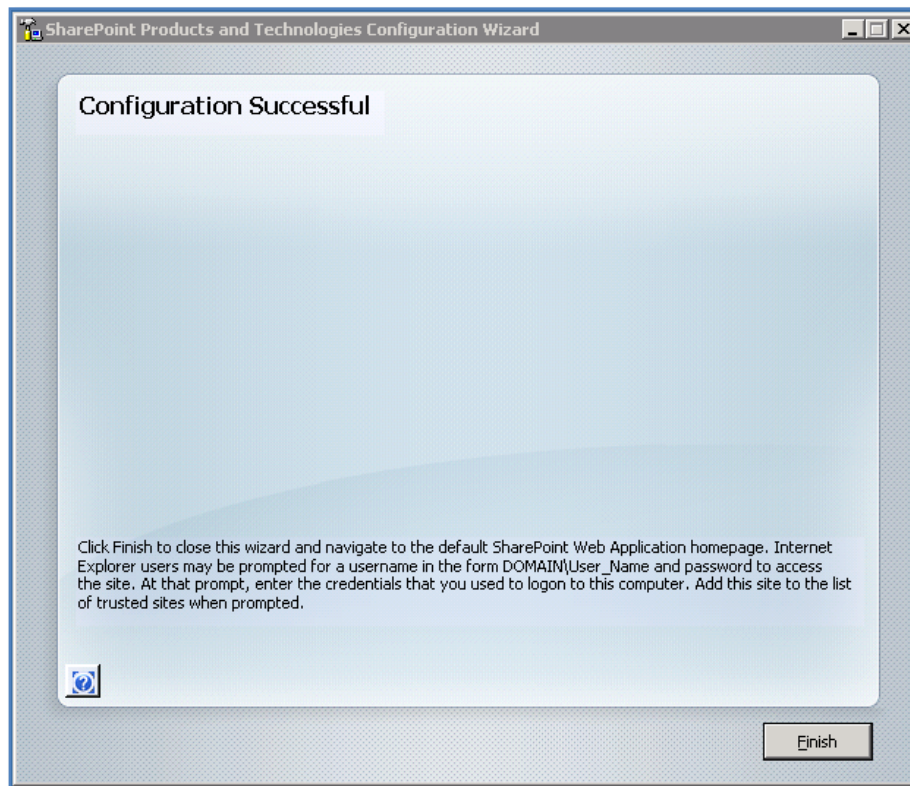 SharePoint Products and Technologies Configuration Wizard
Configuration Successful
Click Finish to close this wizard and navigate to the default SharePoint Web Application homepage. Internet
Explorer users may be prompted for a username in the form DOMAIN\User_Name and password to access
the site. At that prompt, enter the credentials that you used to logon to this computer. Add this site to the list
of trusted sites when prompted.
Finish